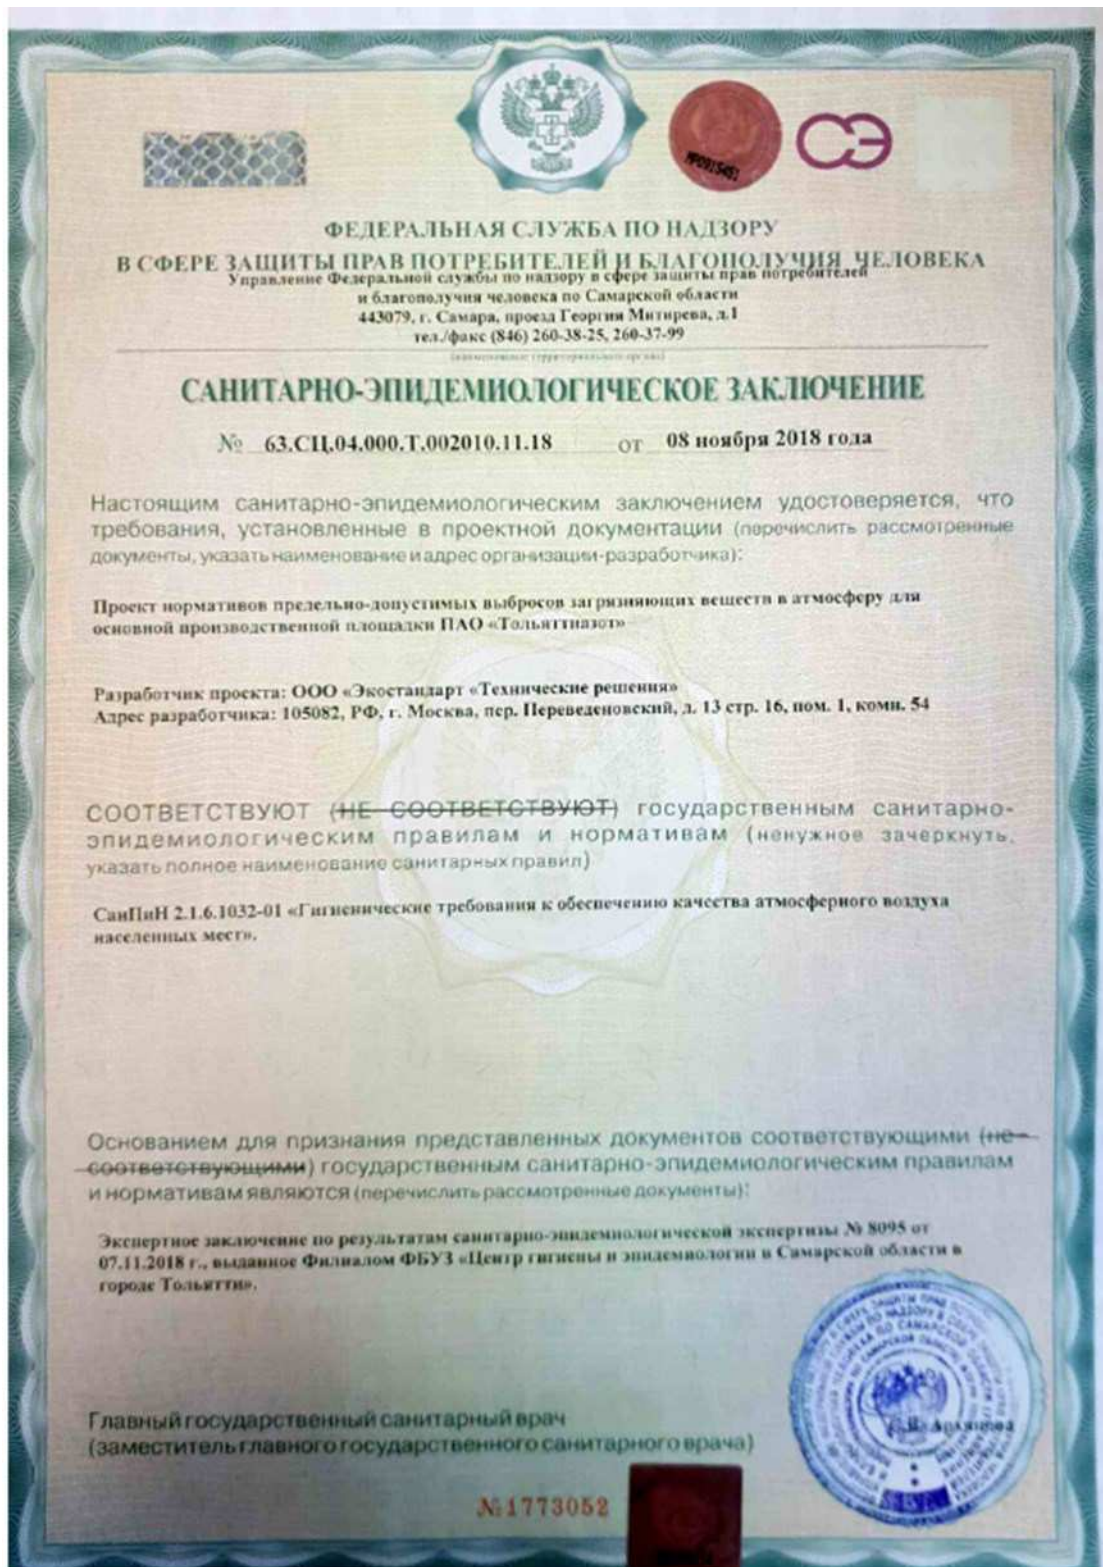 СЭ
ФЕДЕРАЛЬНАЯ СЛУЖБА ПО НАДЗОРУ
В СФЕРЕ ЗАЩИТЫ ПРАВ ПОТРЕБИТЕЛЕЙ И БЛАГОПОЛУЧИЯ ЧЕЛОВЕКА
Управление Федеральной службы по надзору в сфере защиты прав потребителей
и благополучия человека по Самарской области
443079, г. Самара, проезд Георгия Митирева, д.1
тел./факс (846) 260-38-25, 260-37-99
(наименование территориального органа)
САНИТАРНО-ЭПИДЕМИОЛОГИЧЕСКОЕ ЗАКЛЮЧЕНИЕ
№ 63.СЦ.04.000.Т.002010.11.18 от 08 ноября 2018 года
Настоящим санитарно-эпидемиологическим заключением удостоверяется, что
требования, установленные в проектной документации (перечислить рассмотренные
документы, указать наименование и адрес организации-разработчика):
Проект нормативов предельно-допустимых выбросов загрязняющих веществ в атмосферу для
основной производственной площадки ПАО «Тольяттиазот»
Разработчик проекта: ООО «Экостандарт «Технические решения»
Адрес разработчика: 105082, РФ, г. Москва, пер. Переведеновский, д. 13 стр. 16, пом. 1, комн. 54
СООТВЕТСТВУЮТ (НЕ СООТВЕТСТВУЮТ) государственным санитарно-
эпидемиологическим правилам и нормативам (ненужное зачеркнуть,
указать полное наименование санитарных правил)
СанПиН 2.1.6.1032-01 «Гигиенические требования к обеспечению качества атмосферного воздуха
населенных мест».
Основанием для признания представленных документов соответствующими (не
соответствующими) государственным санитарно-эпидемиологическим правилам
и нормативам являются (перечислить рассмотренные документы):
Экспертное заключение по результатам санитарно-эпидемиологической экспертизы № 8095 от
07.11.2018 г., выданное Филиалом ФБУЗ «Центр гигиены и эпидемиологии в Самарской области в
городе Тольятти».
Главный государственный санитарный врач
(заместитель главного государственного санитарного врача)
№1773052